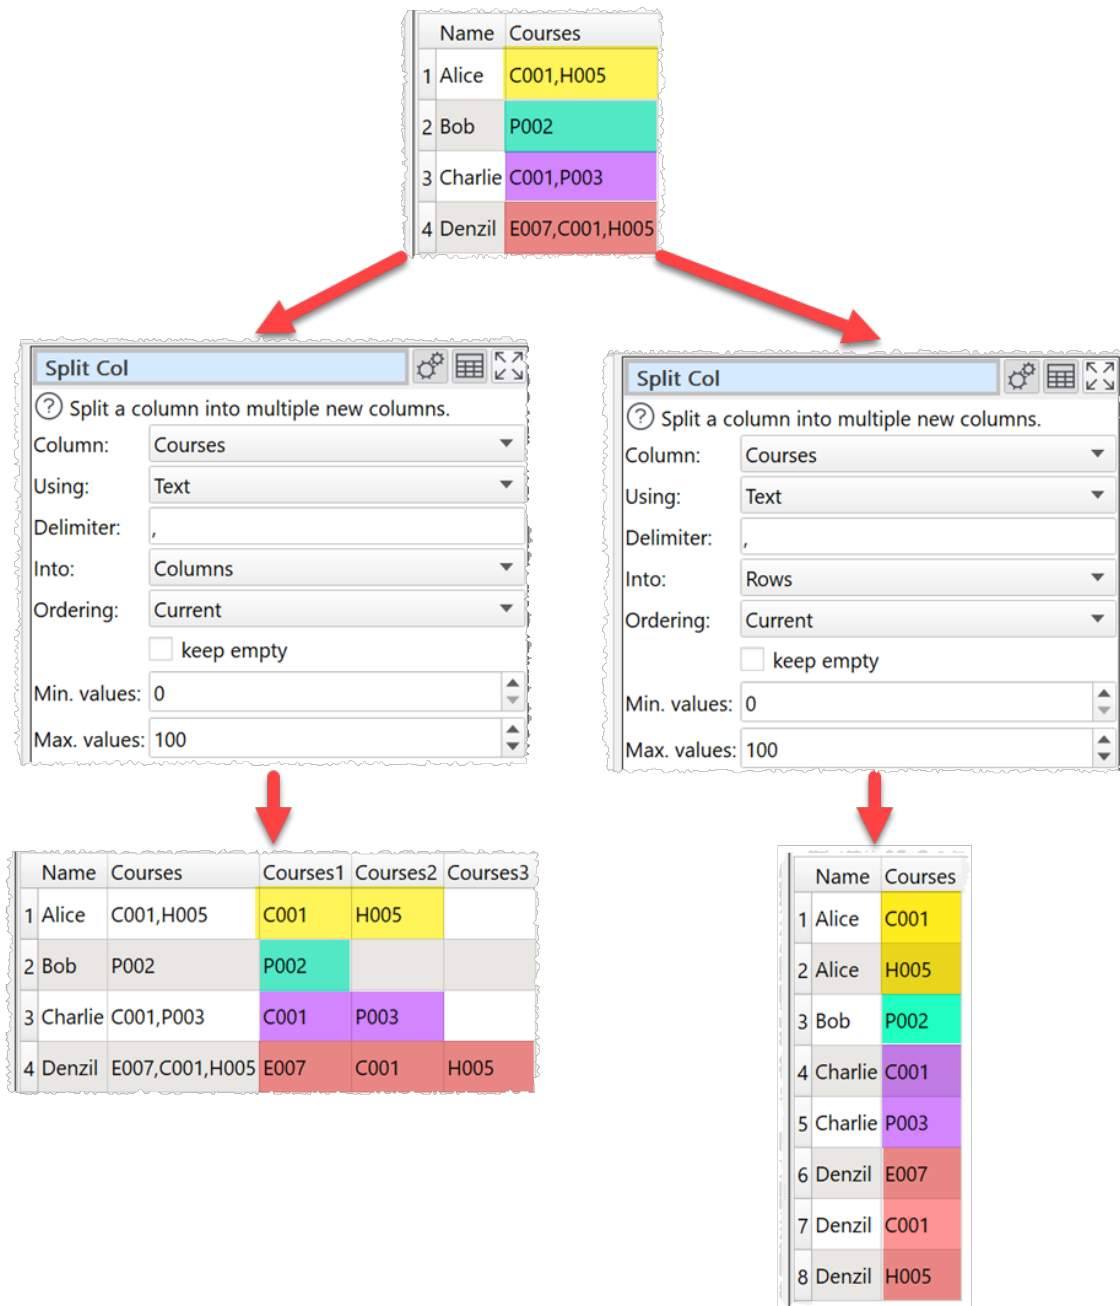 Name Courses
1 Alice C001,H005
2 Bob P002
3 Charlie C001,P003
4 Denzil E007,C001,H005
Split Col
? Split a column into multiple new columns.
Column: Courses
Using: Text
Delimiter: ,
Into: Columns
Ordering: Current
keep empty
Min. values: 0
Max. values: 100
Split Col
? Split a column into multiple new columns.
Column: Courses
Using: Text
Delimiter: ,
Into: Rows
Ordering: Current
keep empty
Min. values: 0
Max. values: 100
Name Courses Courses1 Courses2 Courses3
1 Alice C001,H005 C001 H005
2 Bob P002 P002
3 Charlie C001,P003 C001 P003
4 Denzil E007,C001,H005 E007 C001 H005
Name Courses
1 Alice C001
2 Alice H005
3 Bob P002
4 Charlie C001
5 Charlie P003
6 Denzil E007
7 Denzil C001
8 Denzil H005